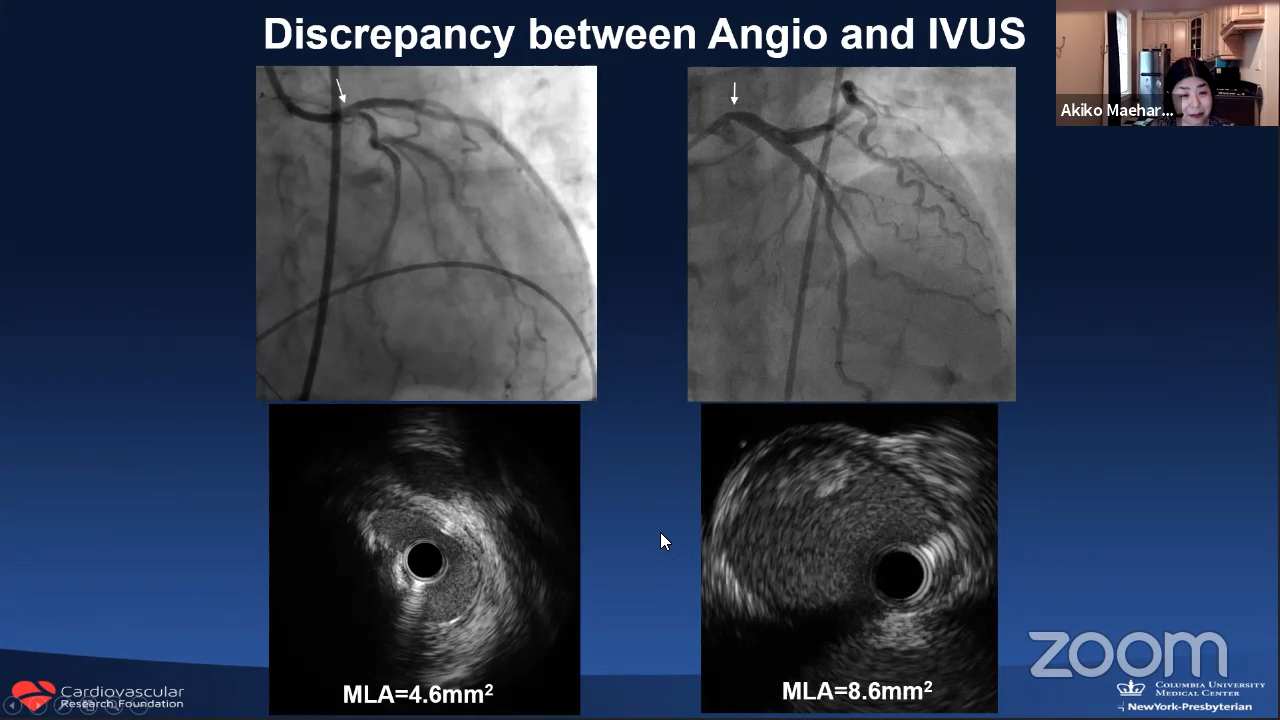 Discrepancy between Angio and IVUS
Akiko Maehar...
MLA=4.6mm²
MLA=8.6mm²
zoom
Cardiovascular
Research Foundation
COLUMBIA UNIVERSITY
MEDICAL CENTER
NewYork-Presbyterian